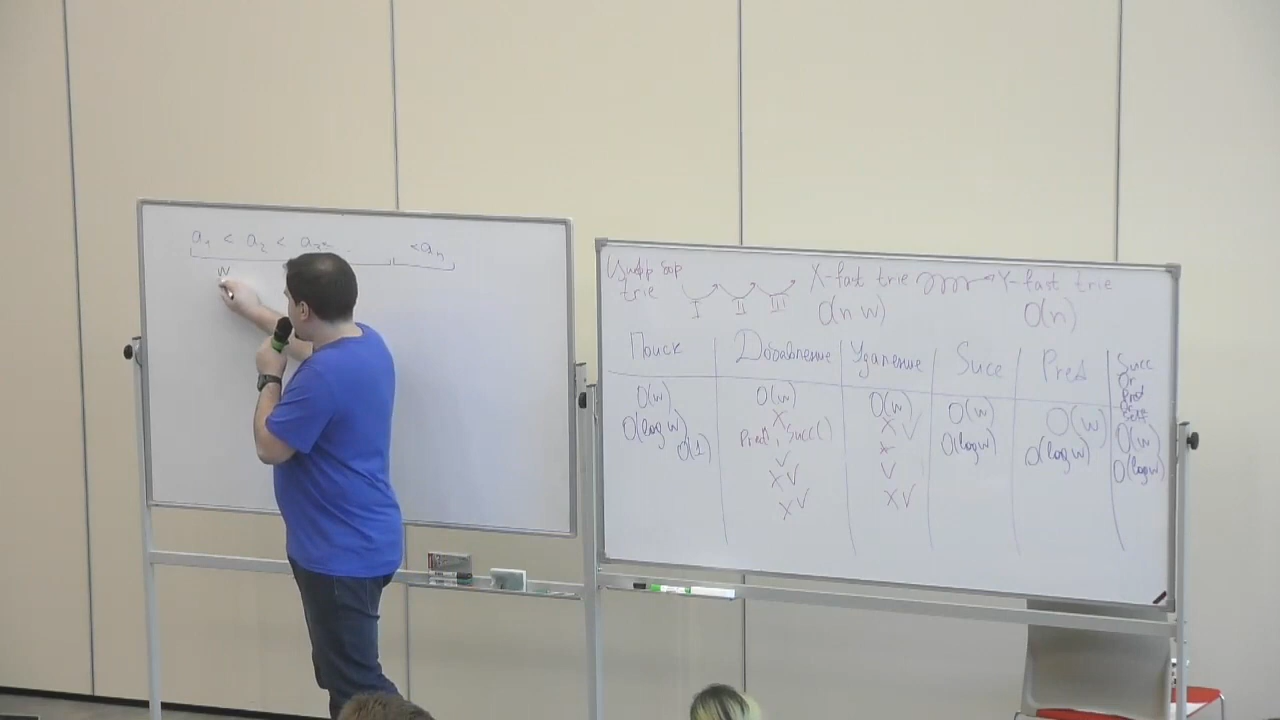 a₁ < a₂ < a₃ < . . <aₙ
w
Цифр бор X-fast trie Y-fast trie
trie I II III O(n w) O(n)
Поиск Добавление Удаление Succ Pred Succ or Pred or self
O(w) O(w) O(w) O(w) O(w) O(w)
O(log w) X X V O(log w) O(log w) O(log w)
O(1) Pred, Succ() X
V V
X V X V
X V